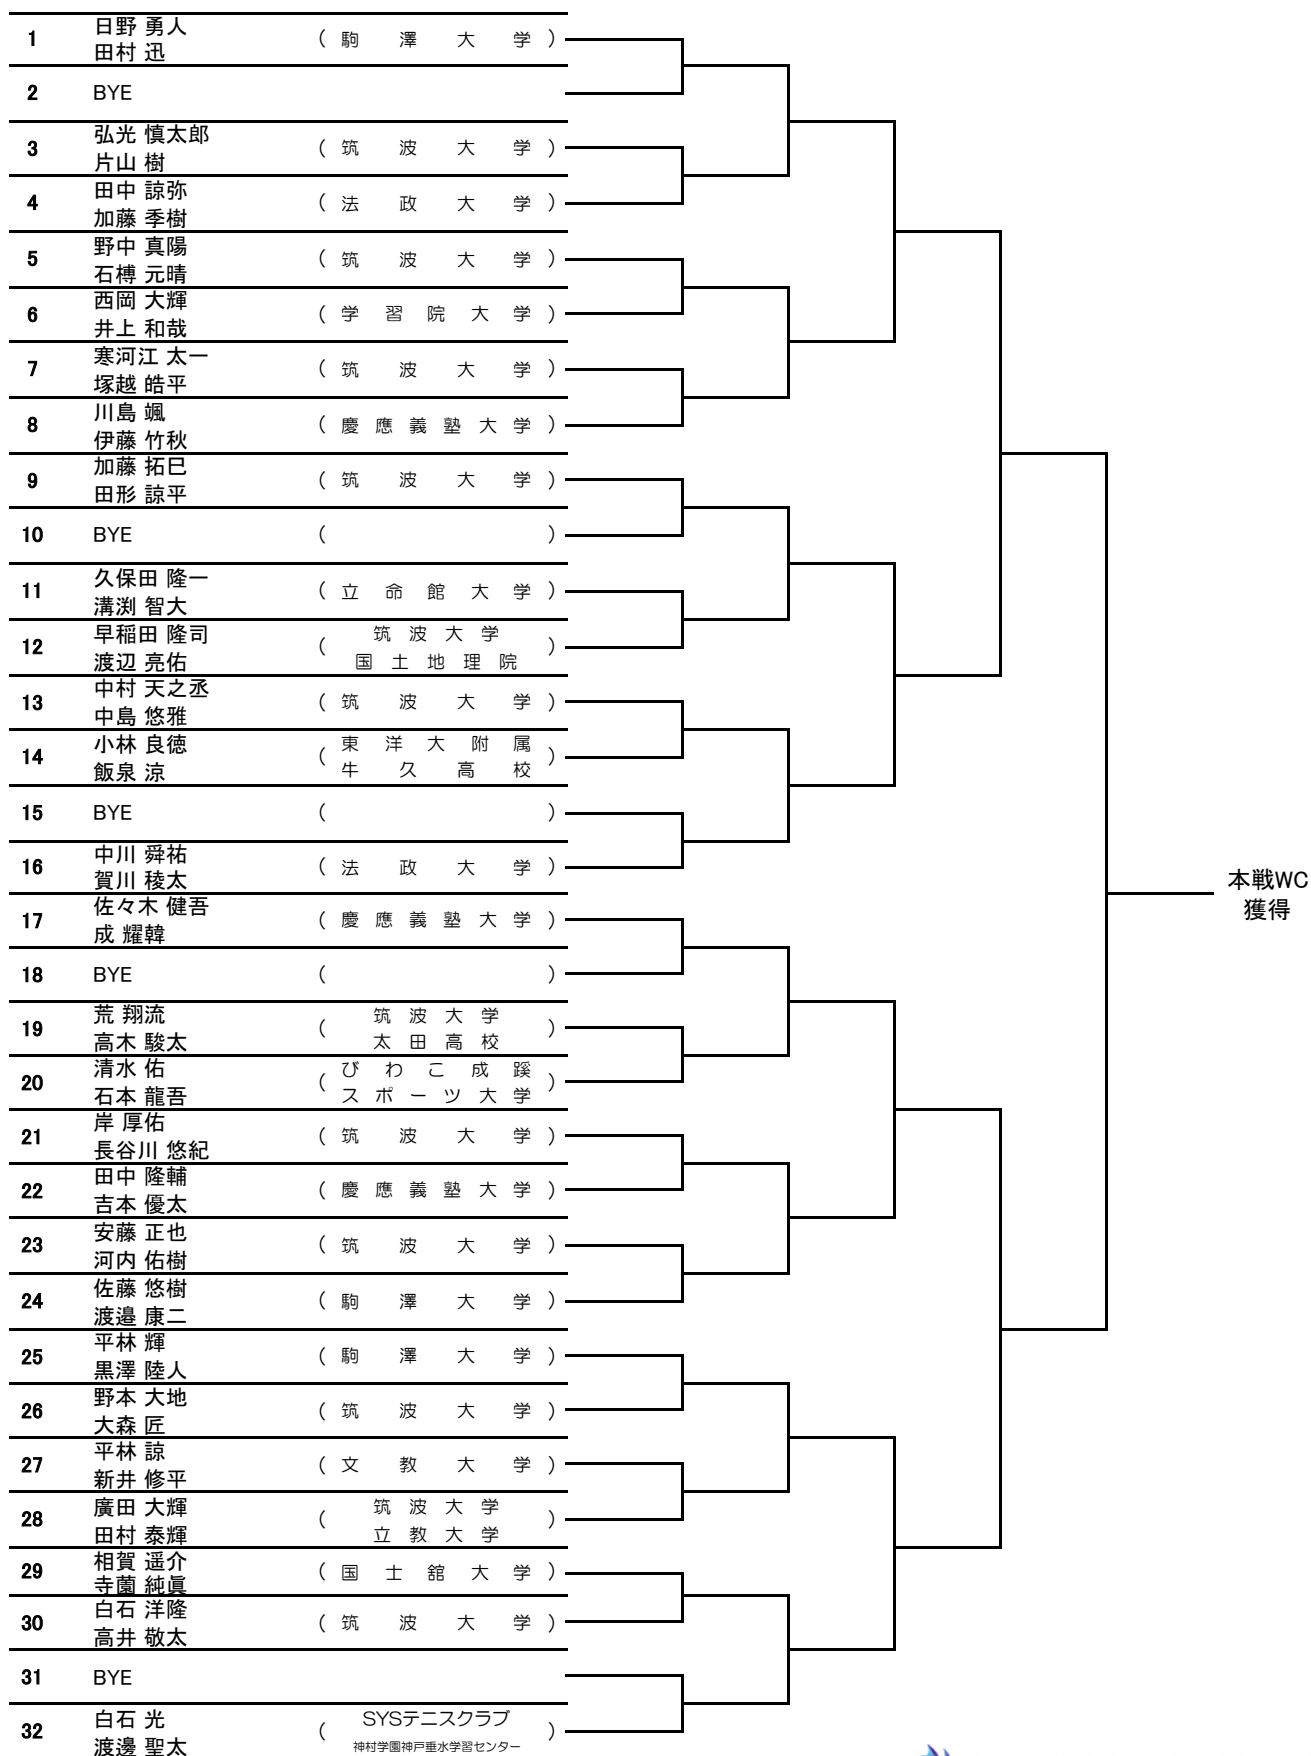 1 日野 勇人 (駒澤大学)
田村 迅
2 BYE
3 弘光 慎太郎 (筑波大学)
片山 樹
4 田中 諒弥 (法政大学)
加藤 季樹
5 野中 真陽 (筑波大学)
石榑 元晴
6 西岡 大輝 (学習院大学)
井上 和哉
7 寒河江 太一 (筑波大学)
塚越 皓平
8 川島 颯 (慶應義塾大学)
伊藤 竹秋
9 加藤 拓巳 (筑波大学)
田形 諒平
10 BYE ( )
11 久保田 隆一 (立命館大学)
溝渕 智大
12 早稲田 隆司 (筑波大学
渡辺 亮佑 国土地理院)
13 中村 天之丞 (筑波大学)
中島 悠雅
14 小林 良徳 (東洋大附属
飯泉 涼 牛久高校)
15 BYE ( )
16 中川 舜祐 (法政大学)
賀川 稜太
本戦WC
獲得
17 佐々木 健吾 (慶應義塾大学)
成 耀韓
18 BYE ( )
19 荒 翔流 (筑波大学
高木 駿太 太田高校)
20 清水 佑 (びわこ成蹊
石本 龍吾 スポーツ大学)
21 岸 厚佑 (筑波大学)
長谷川 悠紀
22 田中 隆輔 (慶應義塾大学)
吉本 優太
23 安藤 正也 (筑波大学)
河内 佑樹
24 佐藤 悠樹 (駒澤大学)
渡邉 康二
25 平林 輝 (駒澤大学)
黒澤 陸人
26 野本 大地 (筑波大学)
大森 匠
27 平林 諒 (文教大学)
新井 修平
28 廣田 大輝 (筑波大学
田村 泰輝 立教大学)
29 相賀 遥介 (国士舘大学)
寺薗 純眞
30 白石 洋隆 (筑波大学)
高井 敬太
31 BYE
32 白石 光 (SYSテニスクラブ
渡邊 聖太 神村学園神戸垂水学習センター)